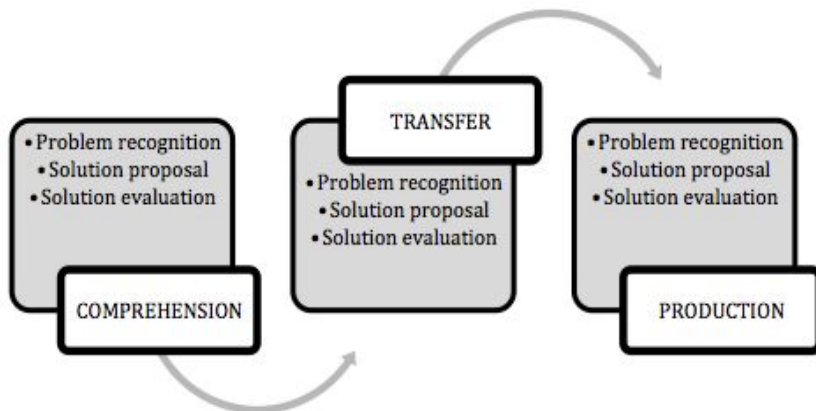 • Problem recognition
• Solution proposal
• Solution evaluation
COMPREHENSION
TRANSFER
• Problem recognition
• Solution proposal
• Solution evaluation
• Problem recognition
• Solution proposal
• Solution evaluation
PRODUCTION